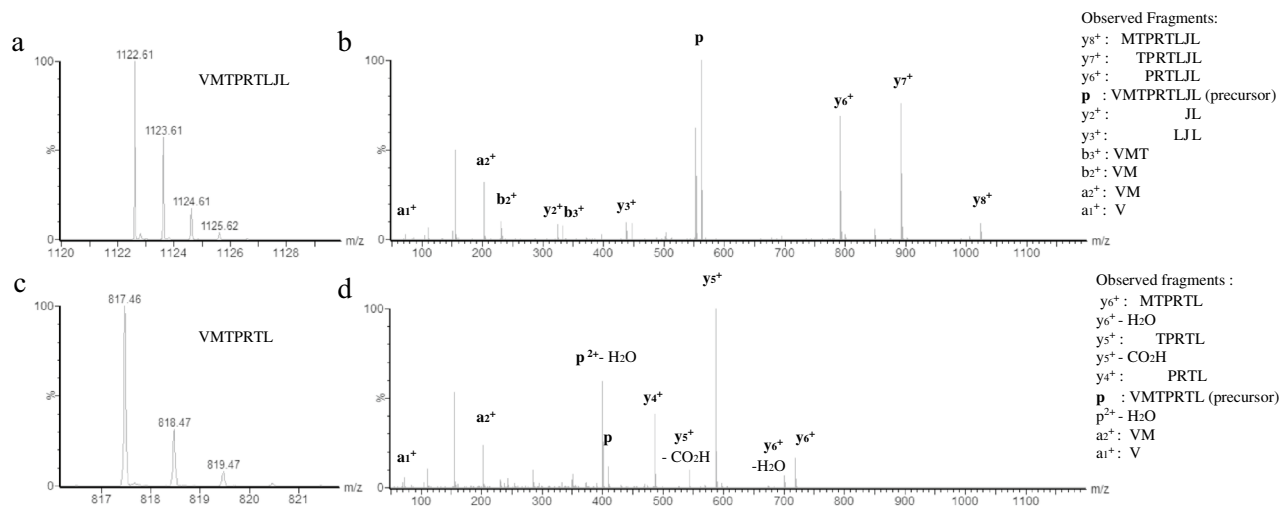 a
100
%
0
1122.61
1123.61
1124.61
1125.62
VMTPRTLJL
1120
1122
1124
1126
1128
m/z
b
100
%
0
a1+
a2+
b2+
y2+
b3+
y3+
p
y6+
y7+
y8+
100
200
300
400
500
600
700
800
900
1000
1100
m/z
Observed Fragments:
y8+ : MTPRTLJL
y7+ : TPRTLJL
y6+ : PRTLJL
p : VMTPRTLJL (precursor)
y2+ : JL
y3+ : LJL
b3+ : VMT
b2+ : VM
a2+ : VM
a1+ : V
c
100
%
0
817.46
818.47
819.47
VMTPRTL
817
818
819
820
821
m/z
d
100
%
0
a1+
a2+
p 2+- H2O
p
y4+
y5+
- CO2H
y5+
y6+
-H2O
y6+
100
200
300
400
500
600
700
800
900
1000
1100
m/z
Observed fragments :
y6+ : MTPRTL
y6+ - H2O
y5+ : TPRTL
y5+ - CO2H
y4+ : PRTL
p : VMTPRTL (precursor)
p2+ - H2O
a2+ : VM
a1+ : V